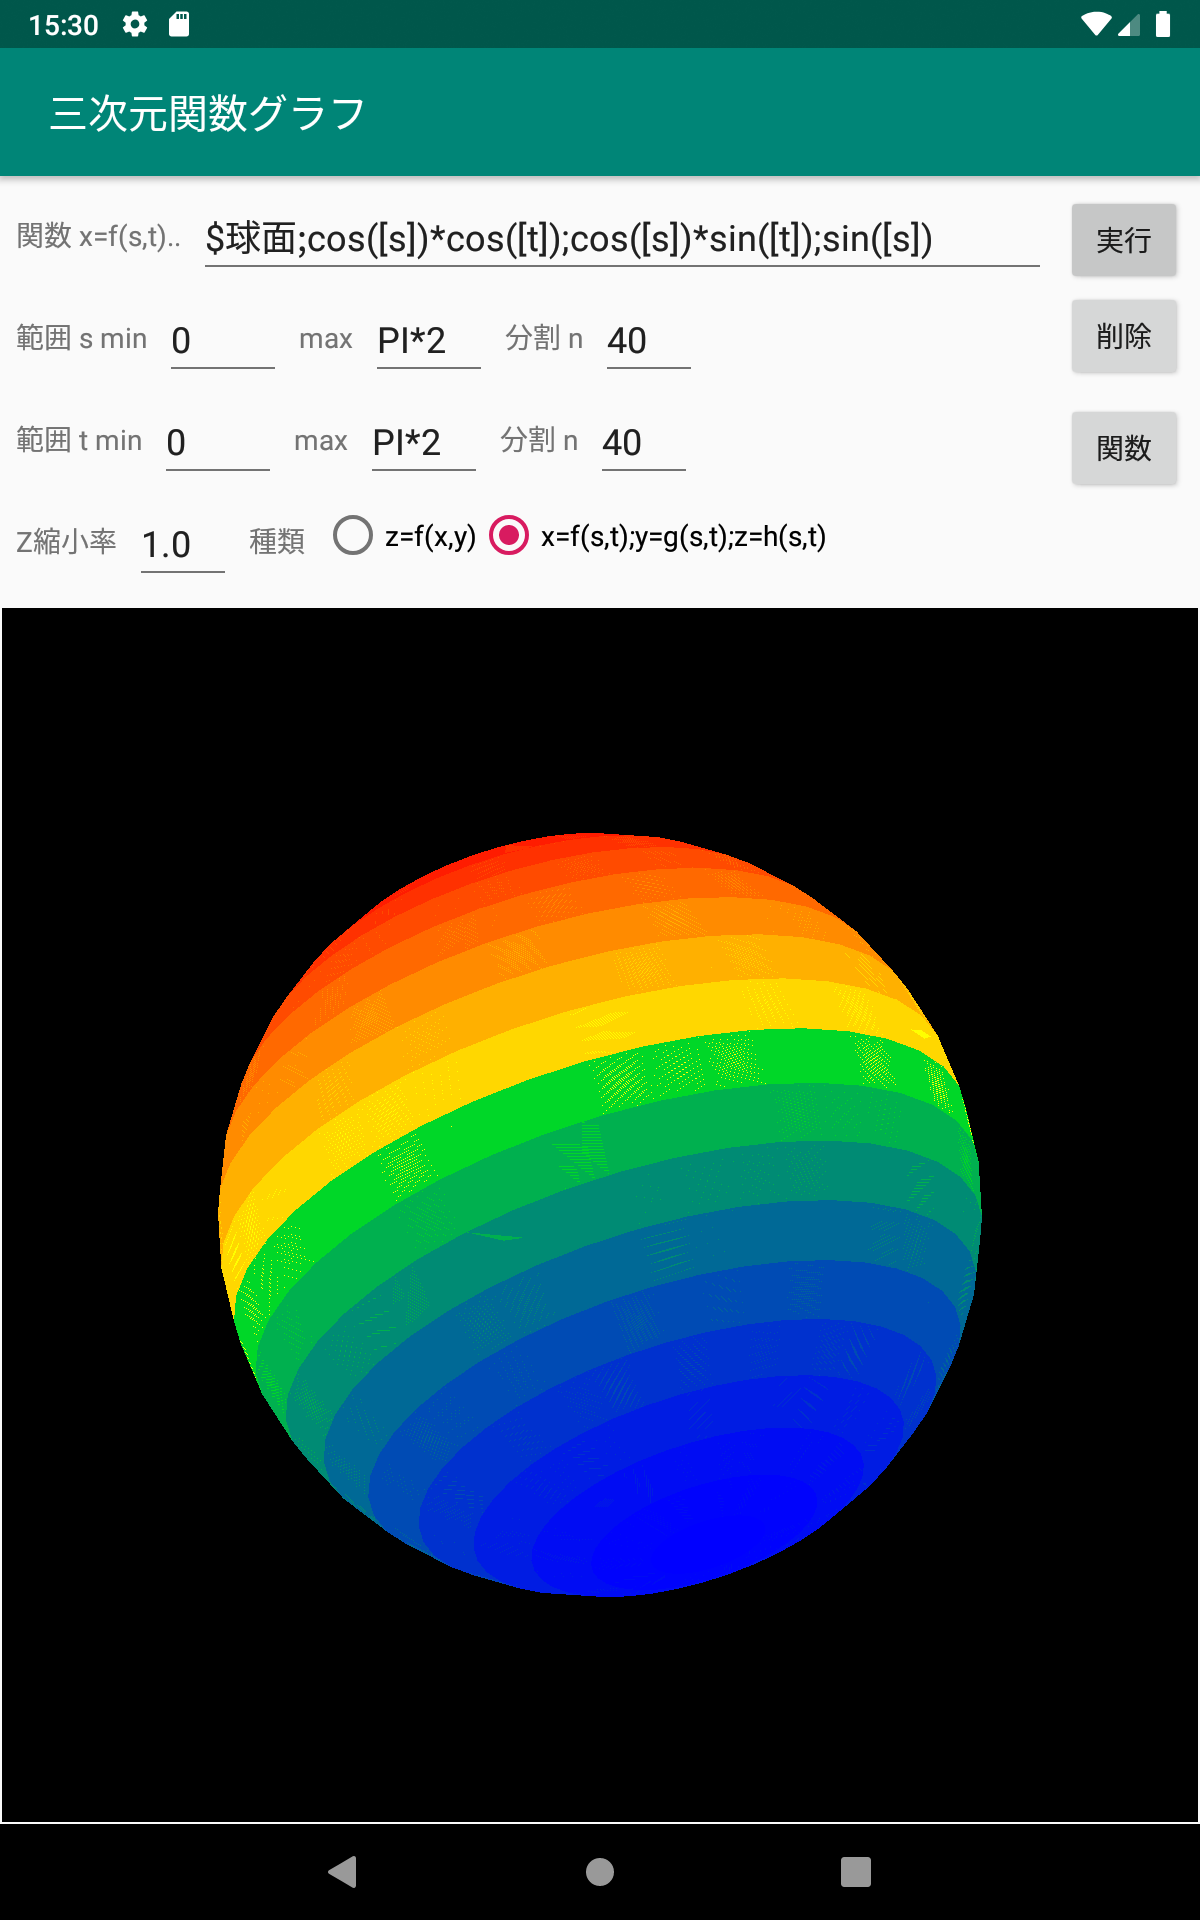 15:30
三次元関数グラフ
関数 x=f(s,t).. $球面;cos([s])*cos([t]);cos([s])*sin([t]);sin([s]) 実行
範囲 s min 0 max PI*2 分割 n 40 削除
範囲 t min 0 max PI*2 分割 n 40 関数
Z縮小率 1.0 種類 z=f(x,y) x=f(s,t);y=g(s,t);z=h(s,t)